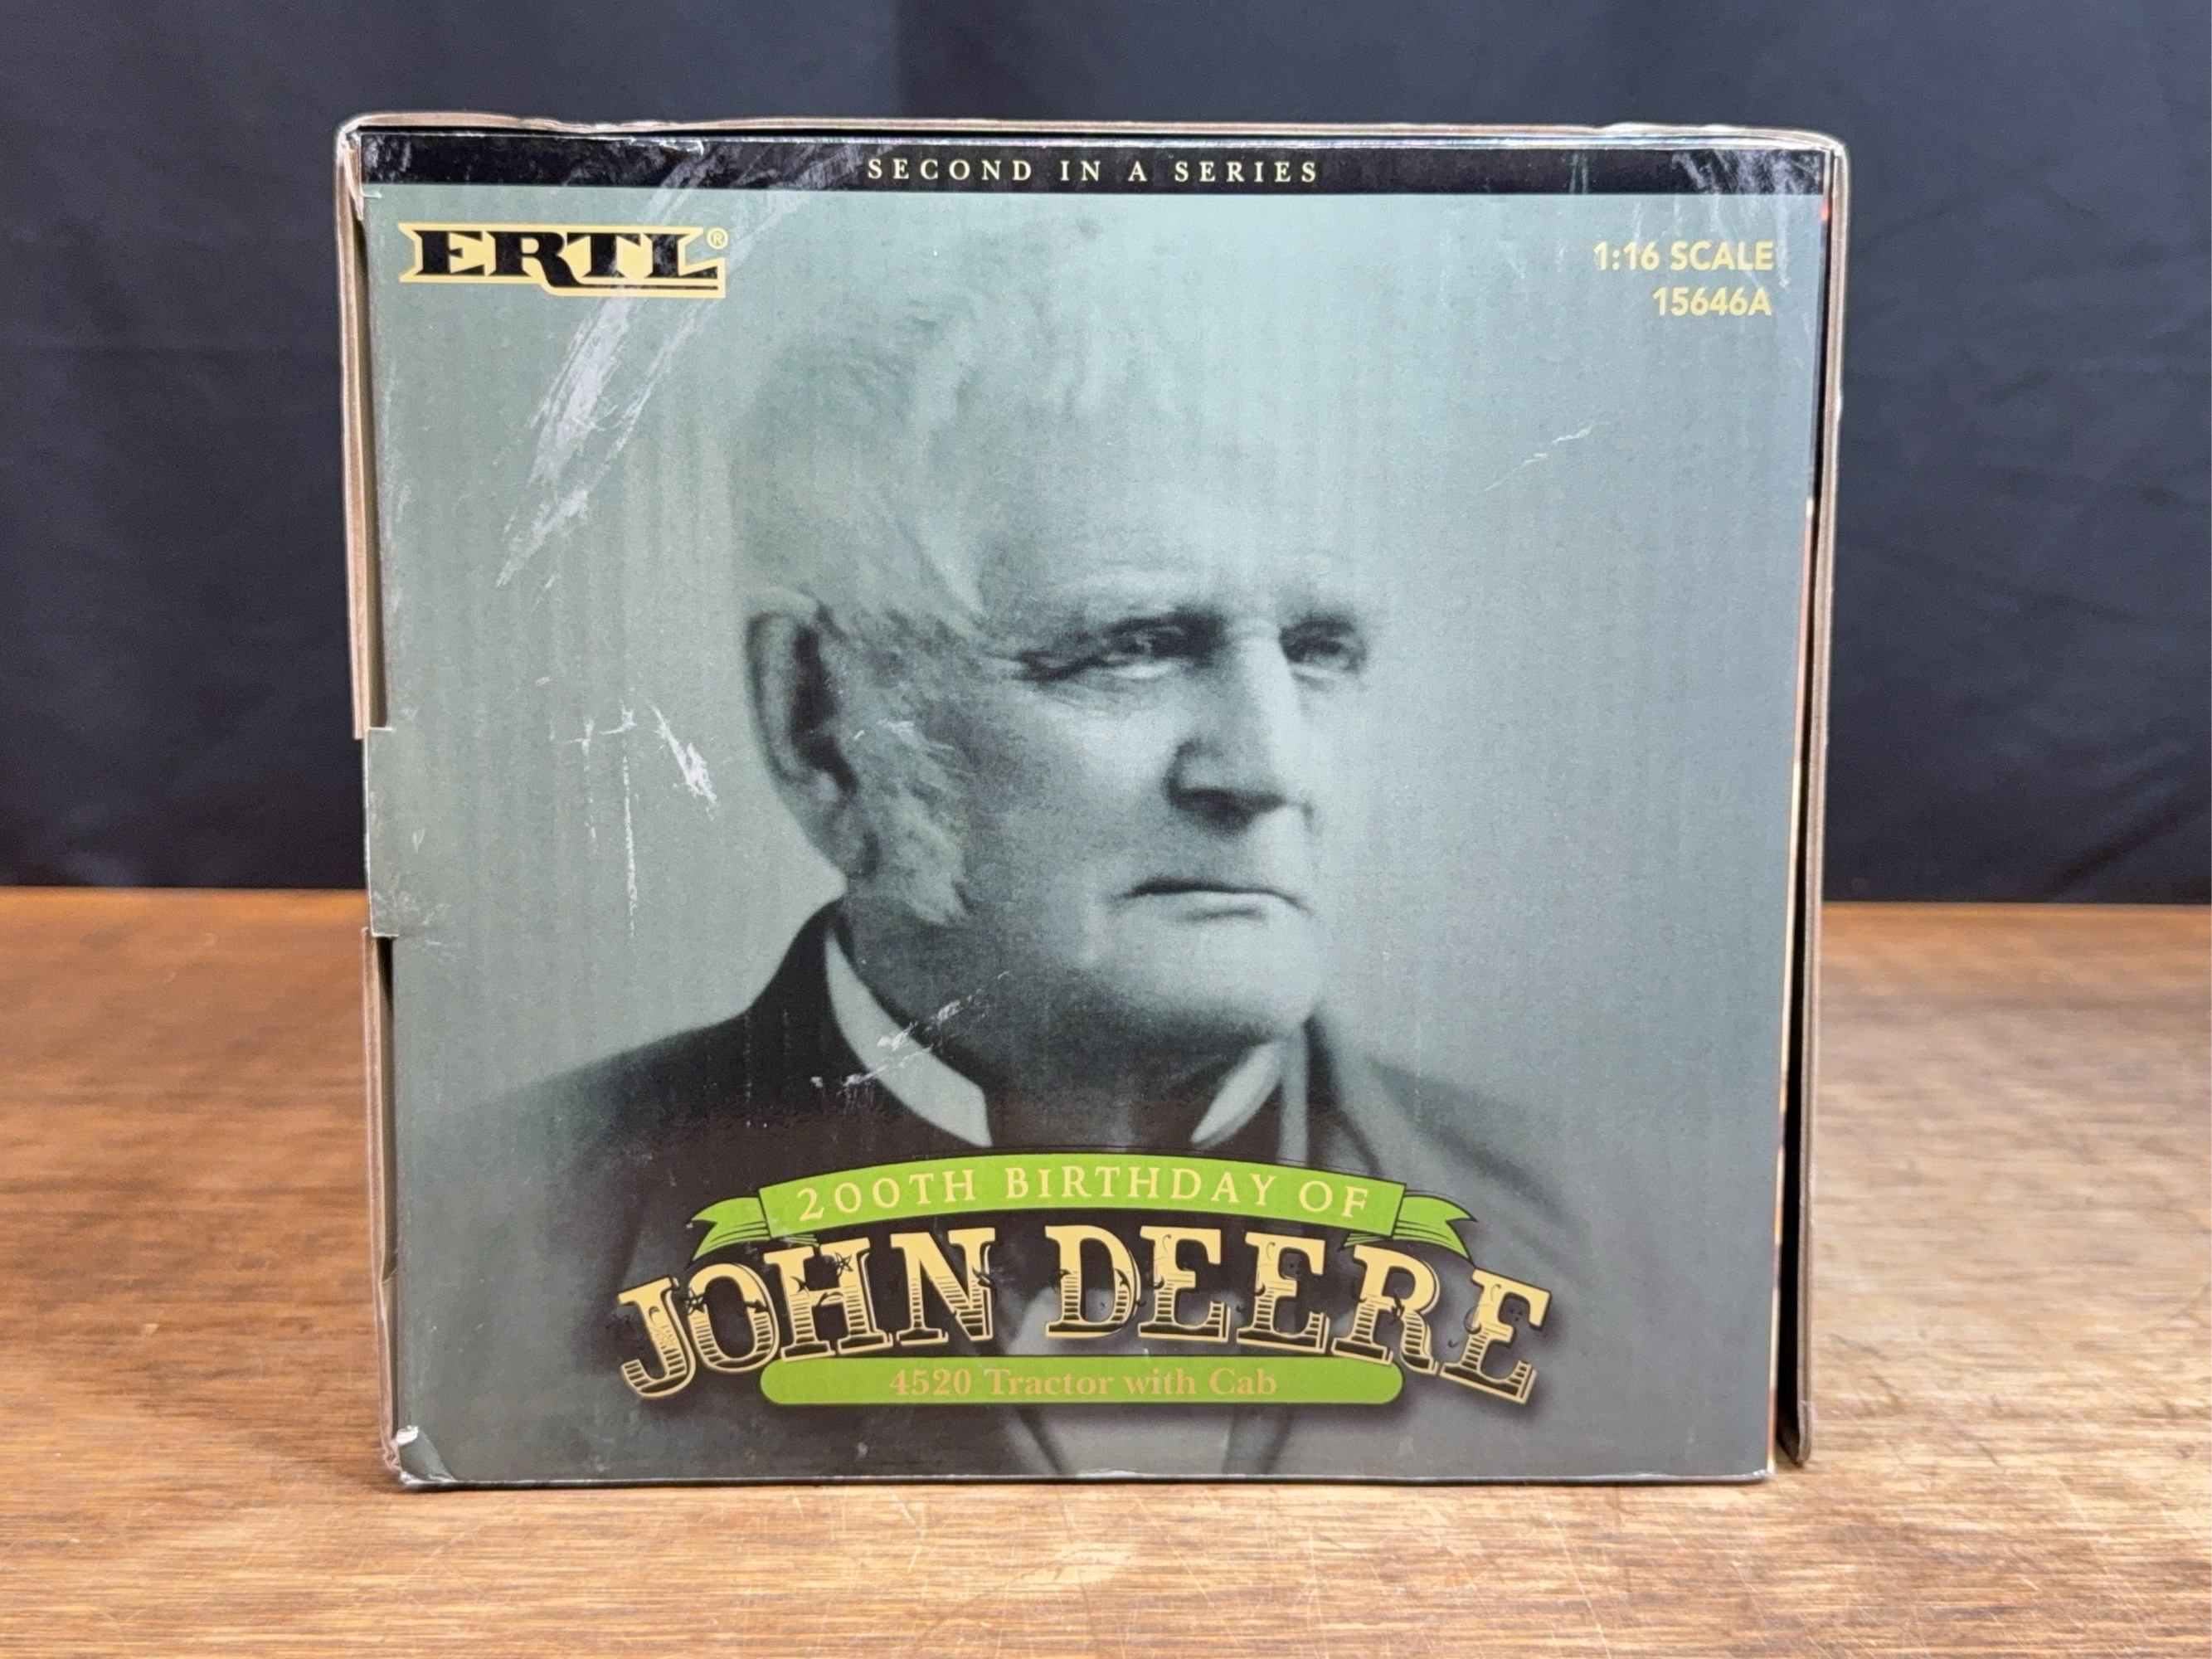 SECOND IN A SERIES
ERTL®
1:16 SCALE
15646A
200TH BIRTHDAY OF
JOHN DEERE
4520 Tractor with Cab